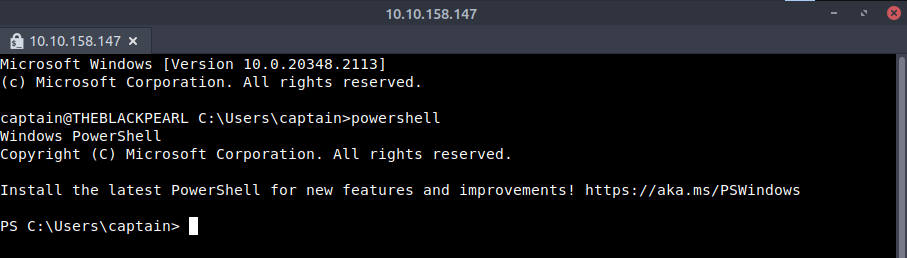 10.10.158.147
10.10.158.147
Microsoft Windows [Version 10.0.20348.2113]
(c) Microsoft Corporation. All rights reserved.
captain@THEBLACKPEARL C:\Users\captain>powershell
Windows PowerShell
Copyright (C) Microsoft Corporation. All rights reserved.
Install the latest PowerShell for new features and improvements! https://aka.ms/PSWindows
PS C:\Users\captain>